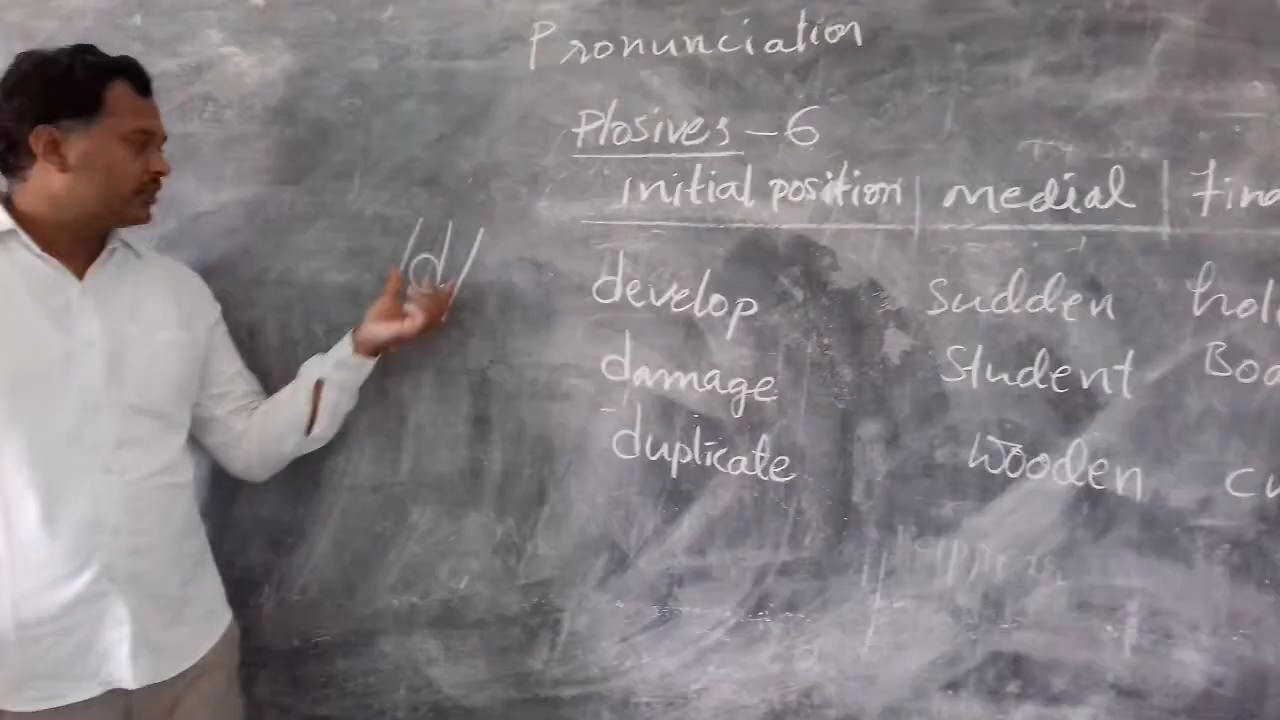 Pronunciation
Plosives - 6
initial position | medial |
/d/
develop sudden
damage Student
duplicate Wooden